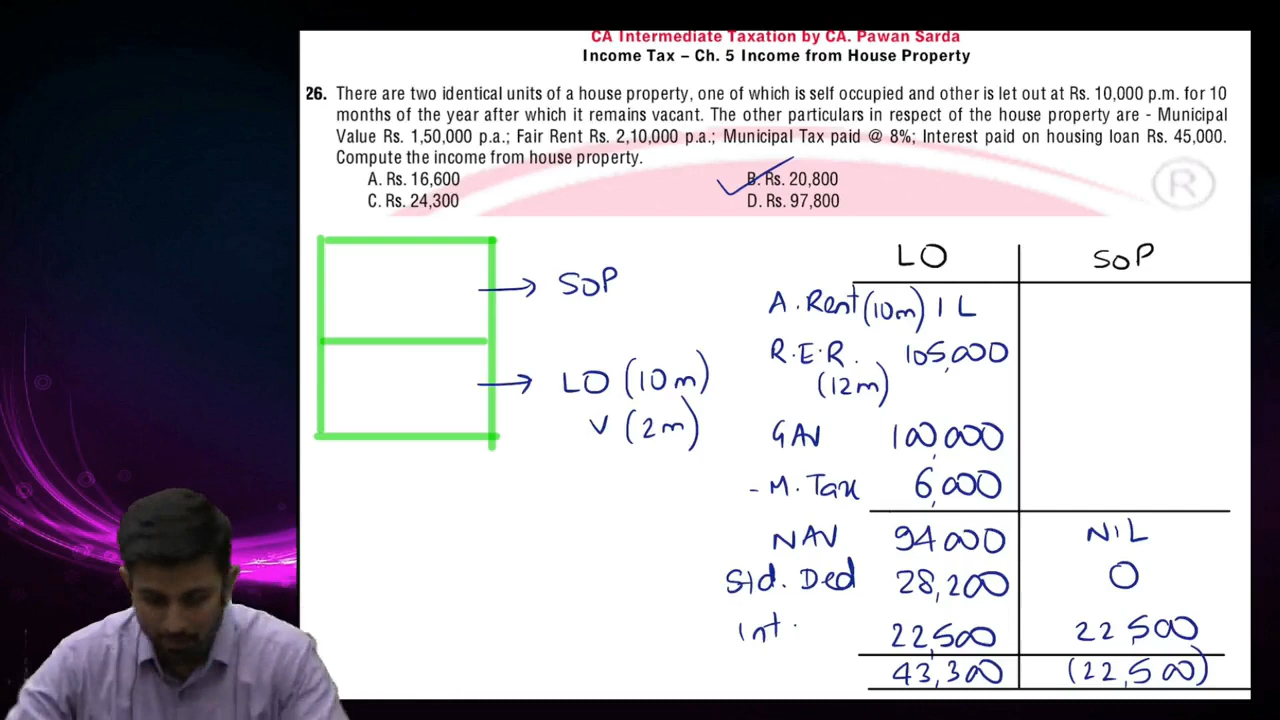 CA Intermediate Taxation by CA. Pawan Sarda
Income Tax – Ch. 5 Income from House Property
26. There are two identical units of a house property, one of which is self occupied and other is let out at Rs. 10,000 p.m. for 10
months of the year after which it remains vacant. The other particulars in respect of the house property are - Municipal
Value Rs. 1,50,000 p.a.; Fair Rent Rs. 2,10,000 p.a.; Municipal Tax paid @ 8%; Interest paid on housing loan Rs. 45,000.
Compute the income from house property.
A. Rs. 16,600
B. Rs. 20,800
C. Rs. 24,300
D. Rs. 97,800
®
SOP
LO (10m)
V (2m)
LO SOP
A. Rent (10m) 1 L
R.E.R. 105,000
(12m)
GAV 100,000
- M. Tax 6,000
NAV 94000 NIL
Std. Ded 28,200 0
Int. 22,500 22,500
43,300 (22,500)